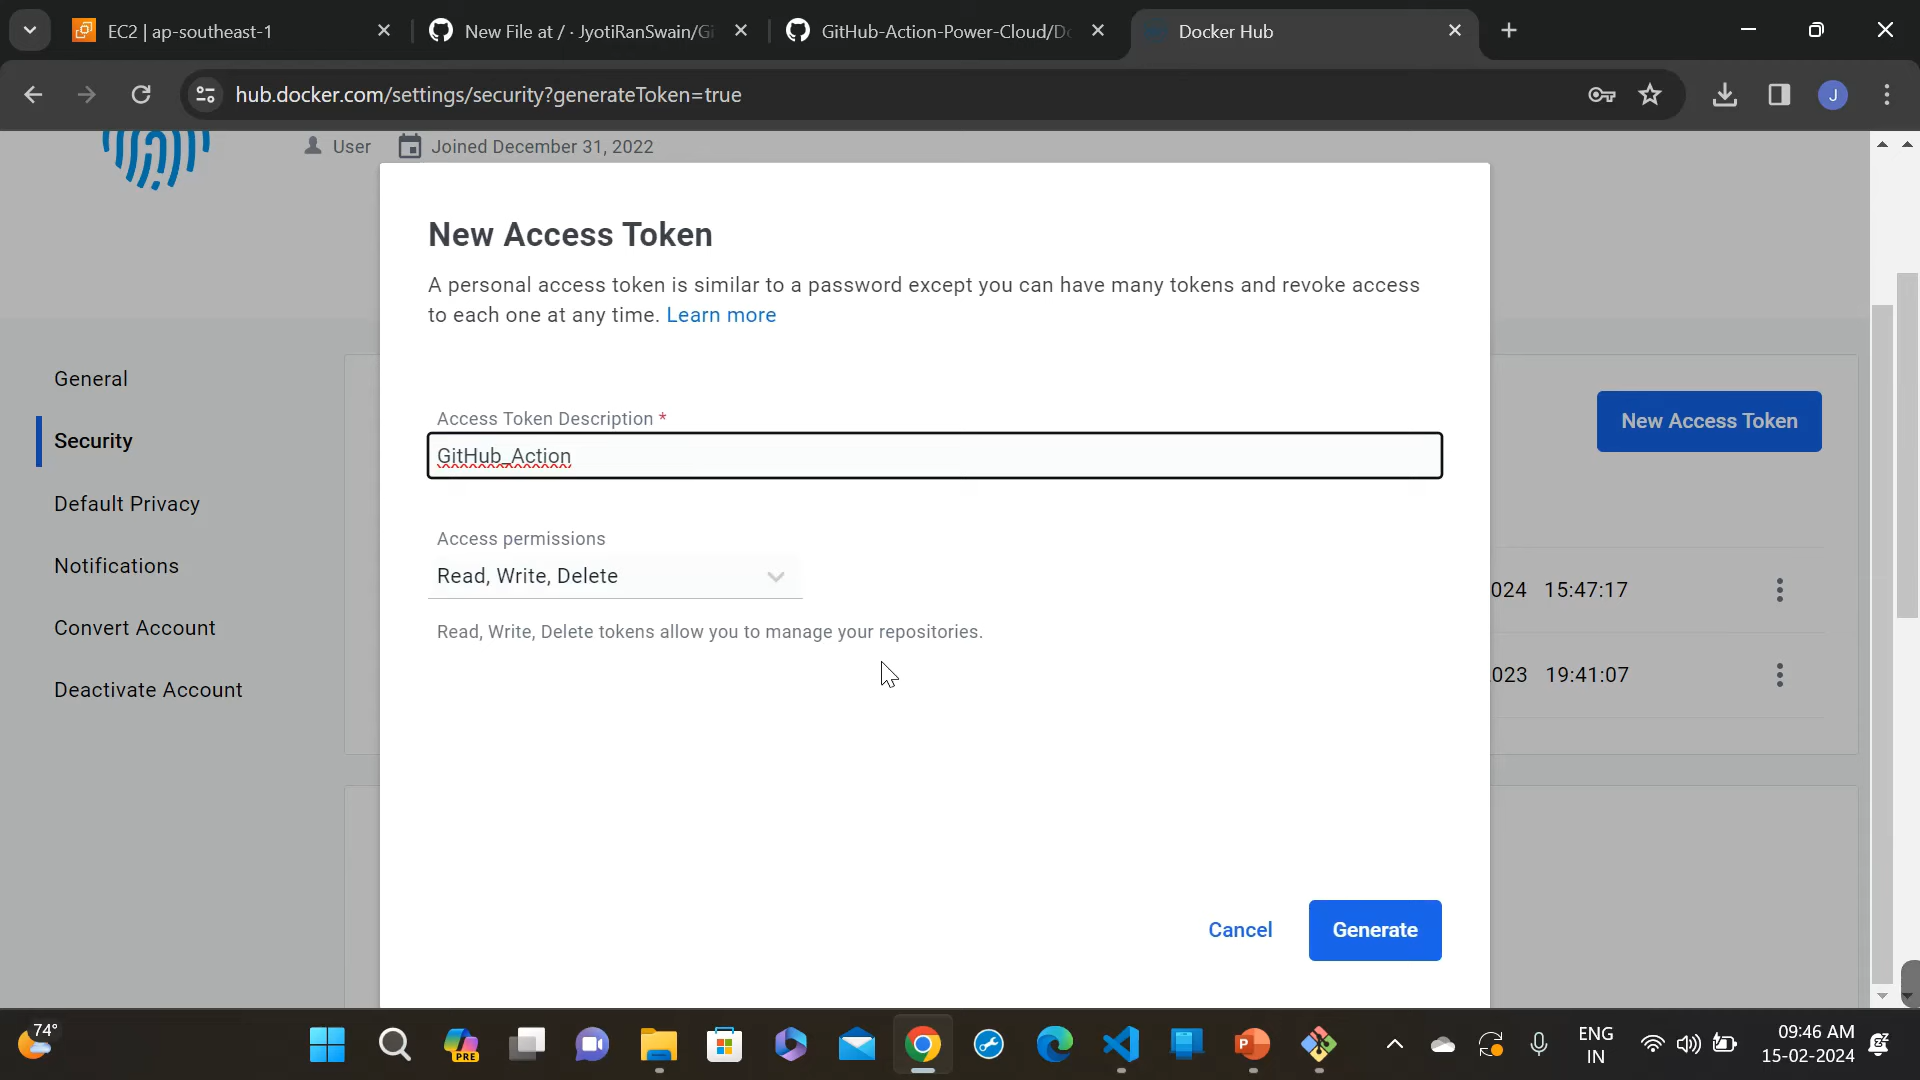 EC2 | ap-southeast-1
New File at / · JyotiRanSwain/Gi
GitHub-Action-Power-Cloud/Do
Docker Hub
hub.docker.com/settings/security?generateToken=true
J
User
Joined December 31, 2022
New Access Token
A personal access token is similar to a password except you can have many tokens and revoke access
to each one at any time. Learn more
General
Security
Default Privacy
Notifications
Convert Account
Deactivate Account
Access Token Description *
GitHub_Action
Access permissions
Read, Write, Delete
Read, Write, Delete tokens allow you to manage your repositories.
New Access Token
024 15:47:17
023 19:41:07
Cancel
Generate
74°
PRE
ENG
IN
09:46 AM
15-02-2024